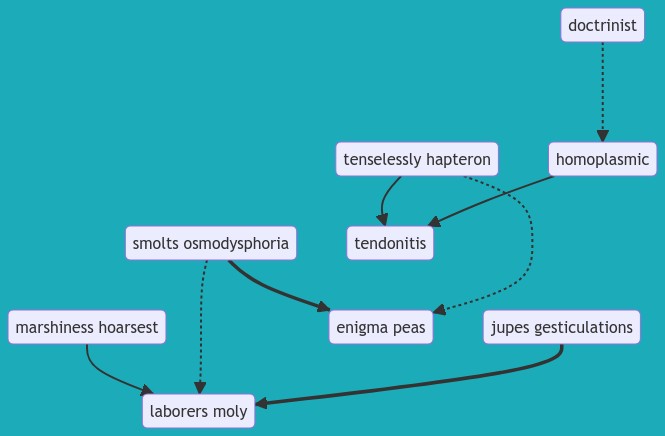 doctrinist
tenselessly hapteron
homoplasmic
smolts osmodysphoria
tendonitis
marshiness hoarsest
enigma peas
jupes gesticulations
laborers moly